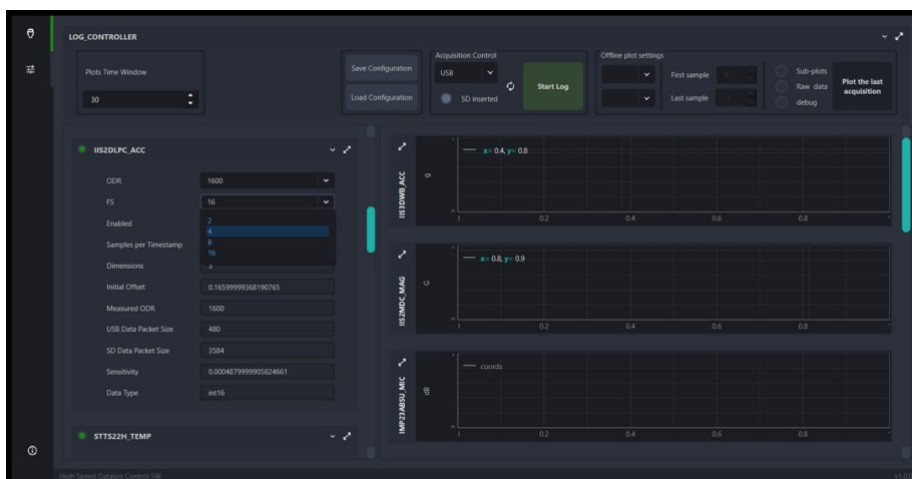 LOG_CONTROLLER
Plots Time Window
30
Save Configuration
Load Configuration
Acquisition Control
USB
SD inserted
Start Log
Offline plot settings
First sample
Last sample
Sub-plots
Raw data
debug
Plot the last acquisition
IIS2DLPC_ACC
ODR
1600
FS
16
2
4
8
16
Enabled
Samples per Timestamp
Dimensions
3
Initial Offset
0.16599999368190765
Measured ODR
1600
USB Data Packet Size
480
SD Data Packet Size
3584
Sensitivity
0.0004879999905824661
Data Type
int16
STTS22H_TEMP
IIS3DWB_ACC
g
x= 0.4, y= 0.8
0.2
0.4
0.6
0.8
1
IIS2MDC_MAG
G
x= 0.8, y= 0.9
0.2
0.4
0.6
0.8
1
IMP23ABSU_MIC
dB
coords
0.2
0.4
0.6
0.8
1
High Speed Datalog Control SW